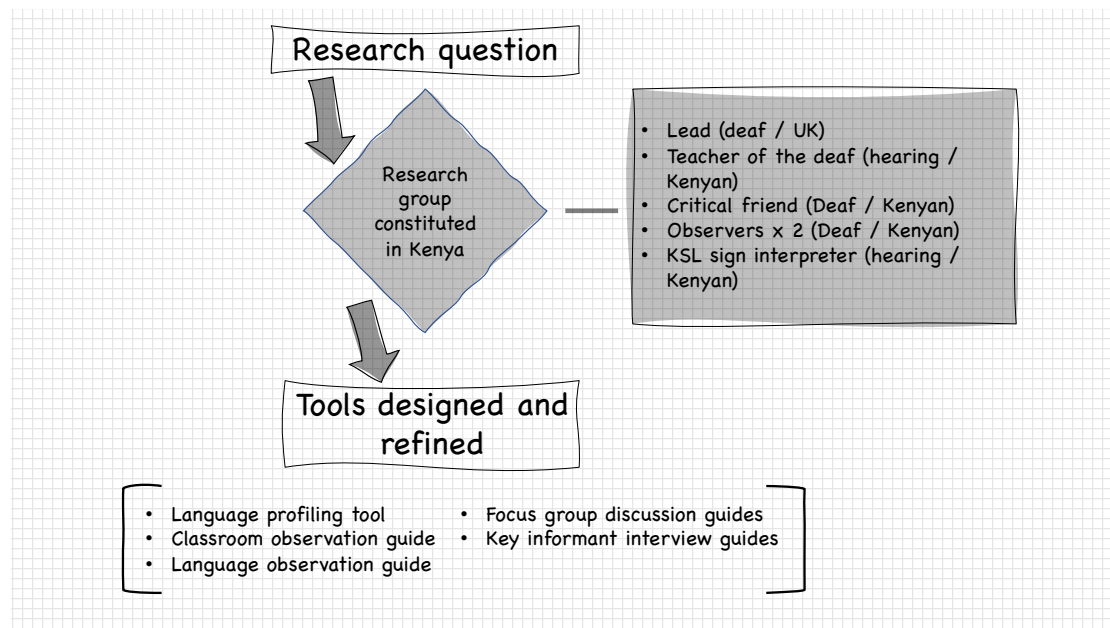 Research question
Research
group
constituted
in Kenya
• Lead (deaf / UK)
• Teacher of the deaf (hearing /
Kenyan)
• Critical friend (Deaf / Kenyan)
• Observers x 2 (Deaf / Kenyan)
• KSL sign interpreter (hearing /
Kenyan)
Tools designed and
refined
• Language profiling tool
• Classroom observation guide
• Language observation guide
• Focus group discussion guides
• Key informant interview guides